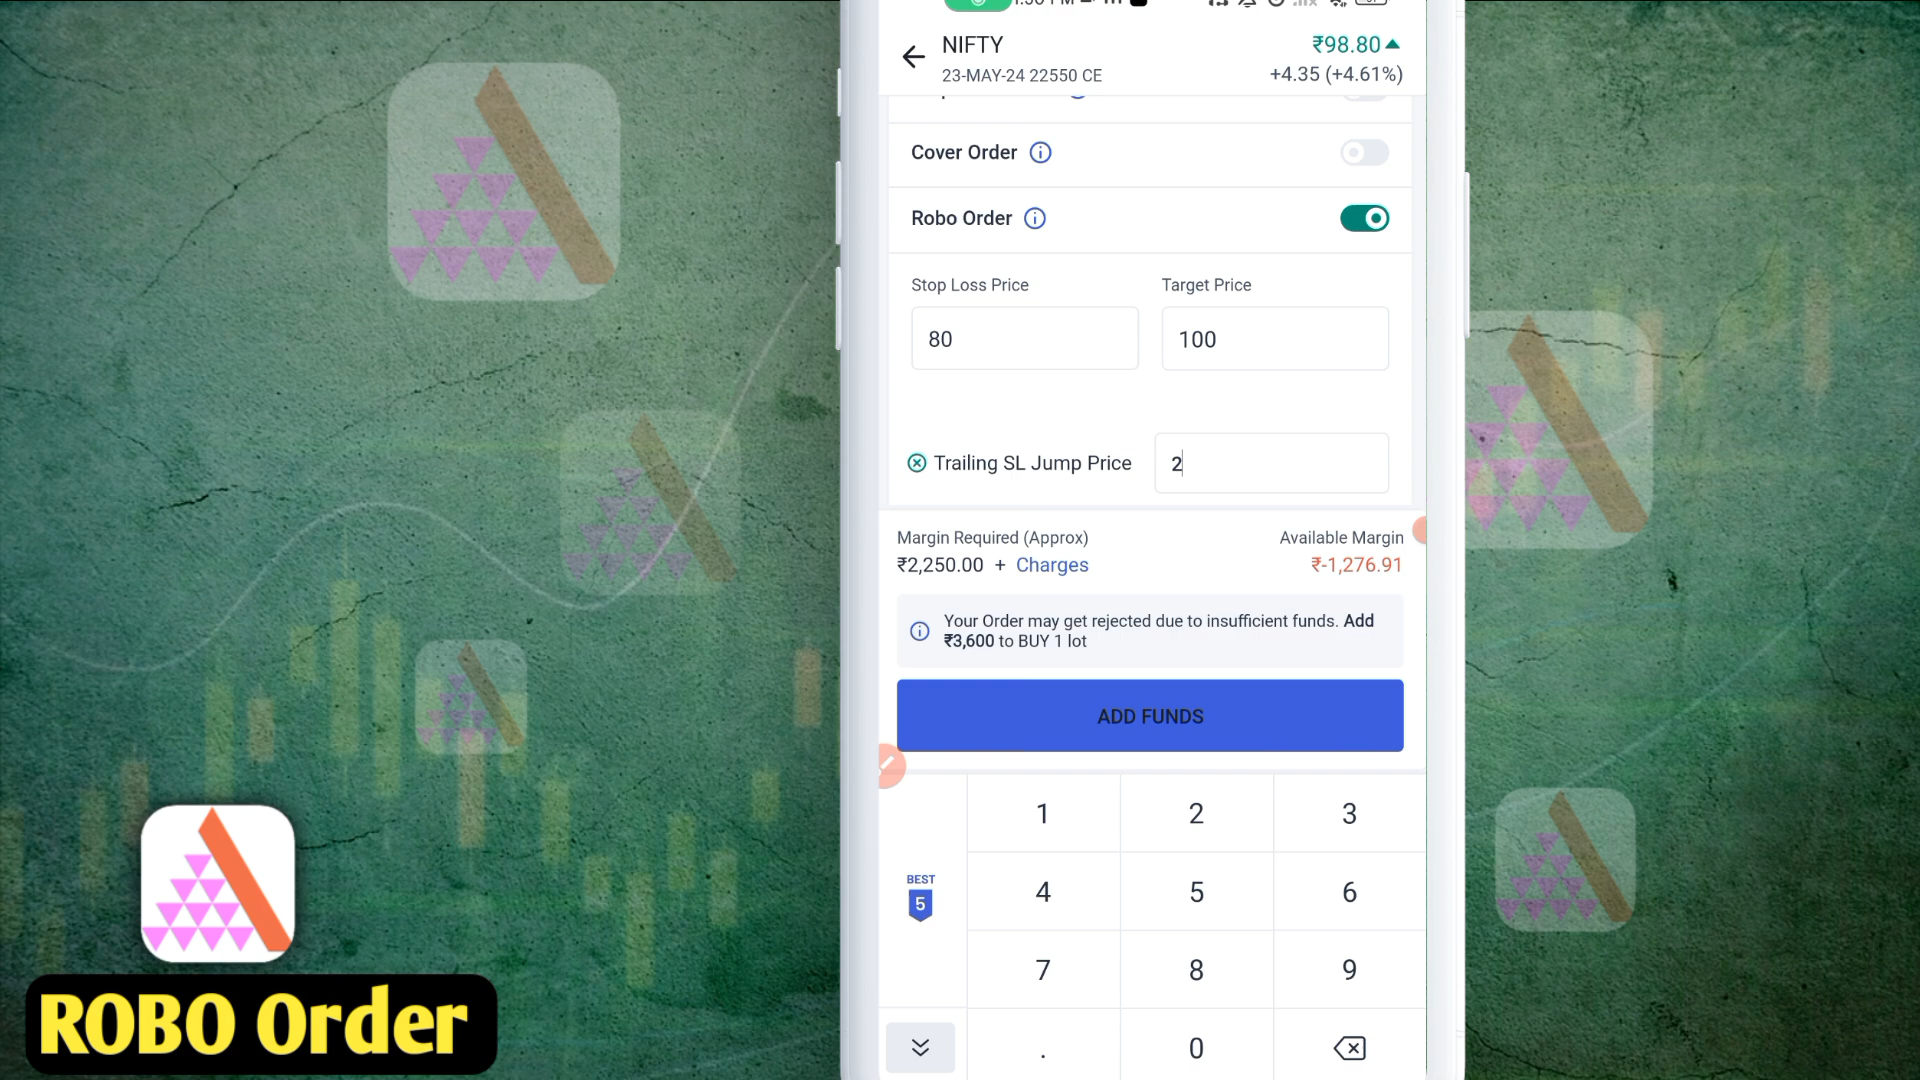 NIFTY
₹98.80
23-MAY-24 22550 CE
+4.35 (+4.61%)
Cover Order
Robo Order
Stop Loss Price
Target Price
80
100
Trailing SL Jump Price
2
Margin Required (Approx)
Available Margin
₹2,250.00 + Charges
₹-1,276.91
Your Order may get rejected due to insufficient funds. Add
₹3,600 to BUY 1 lot
ADD FUNDS
1 2 3
BEST
5
4 5 6
7 8 9
. 0
ROBO Order